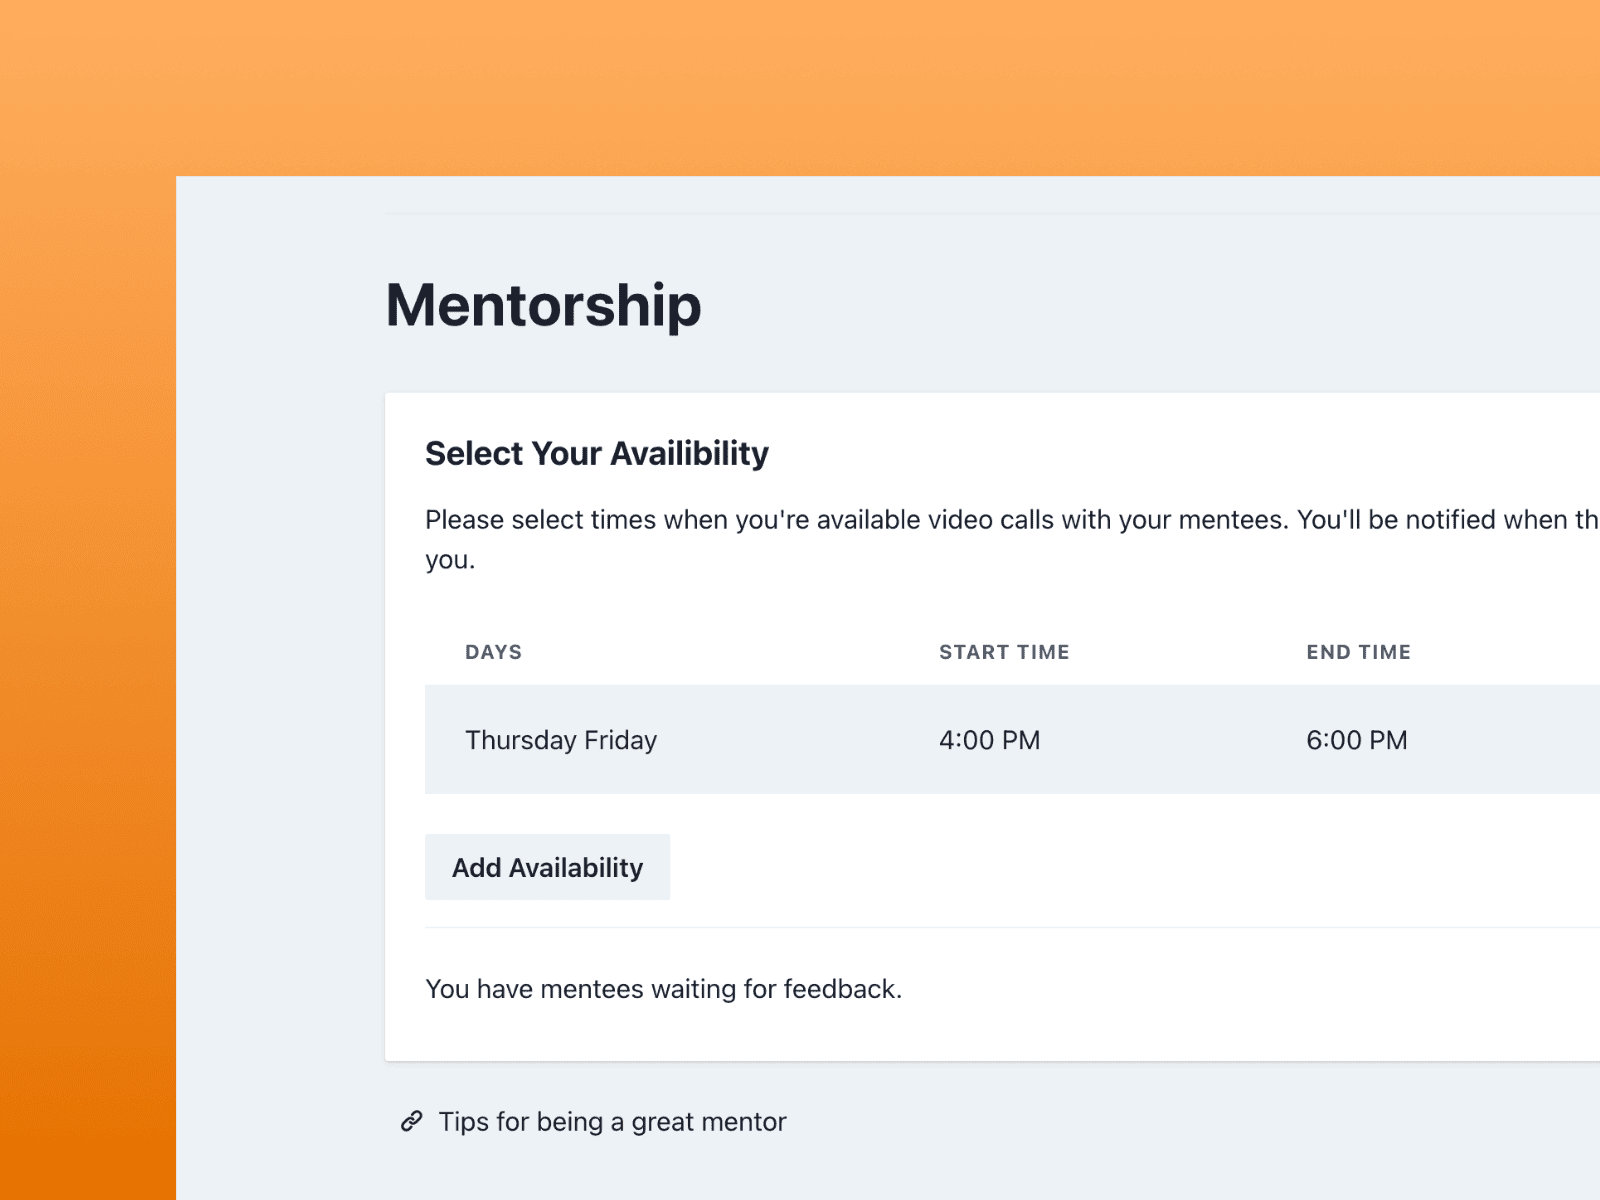 Mentorship
Select Your Availibility
Please select times when you're available video calls with your mentees. You'll be notified when th
you.
DAYS START TIME END TIME
Thursday Friday 4:00 PM 6:00 PM
Add Availability
You have mentees waiting for feedback.
Tips for being a great mentor